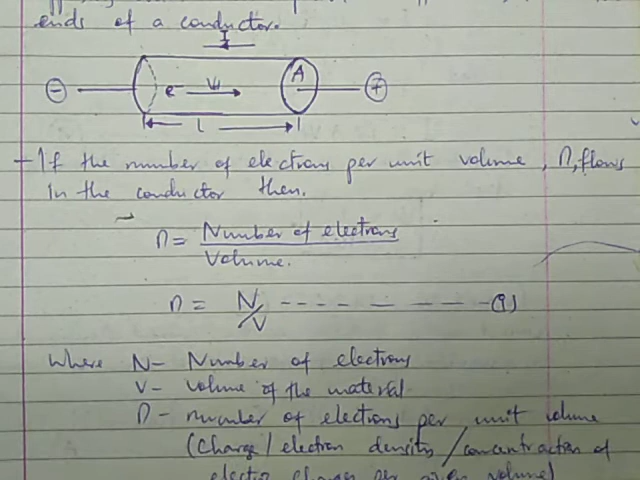 ends of a conductor.
I
⊖ e⁻ V A ⊕
L
- If the number of electrons per unit volume, n, flows
in the conductor then.
n = Number of electrons
Volume.
n = N/V - - - - - - - - (a)
Where N - Number of electrons
V - Volume of the material
n - number of electrons per unit volume
(Charge / electron density / concentration of
volume)